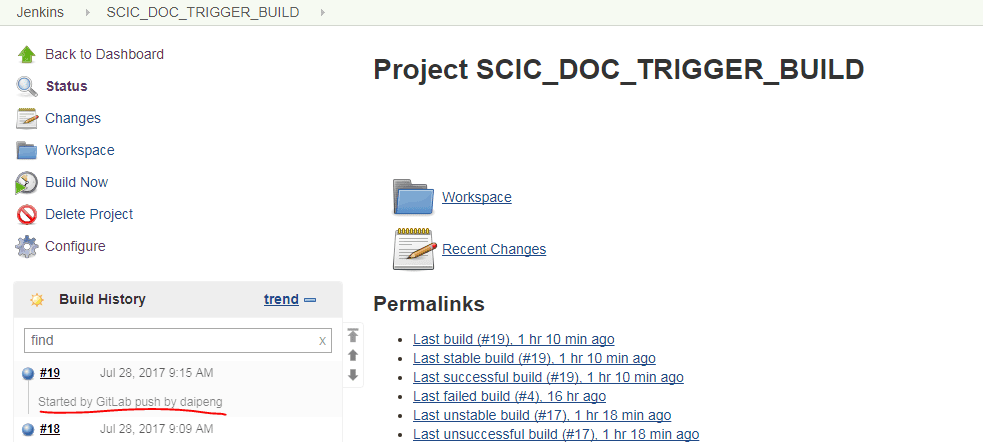 Jenkins SCIC_DOC_TRIGGER_BUILD
Back to Dashboard
Status
Changes
Workspace
Build Now
Delete Project
Configure
Build History trend
find x
#19 Jul 28, 2017 9:15 AM
Started by GitLab push by daipeng
#18 Jul 28, 2017 9:09 AM
Project SCIC_DOC_TRIGGER_BUILD
Workspace
Recent Changes
Permalinks
Last build (#19), 1 hr 10 min ago
Last stable build (#19), 1 hr 10 min ago
Last successful build (#19), 1 hr 10 min ago
Last failed build (#4), 16 hr ago
Last unstable build (#17), 1 hr 18 min ago
Last unsuccessful build (#17), 1 hr 18 min ago